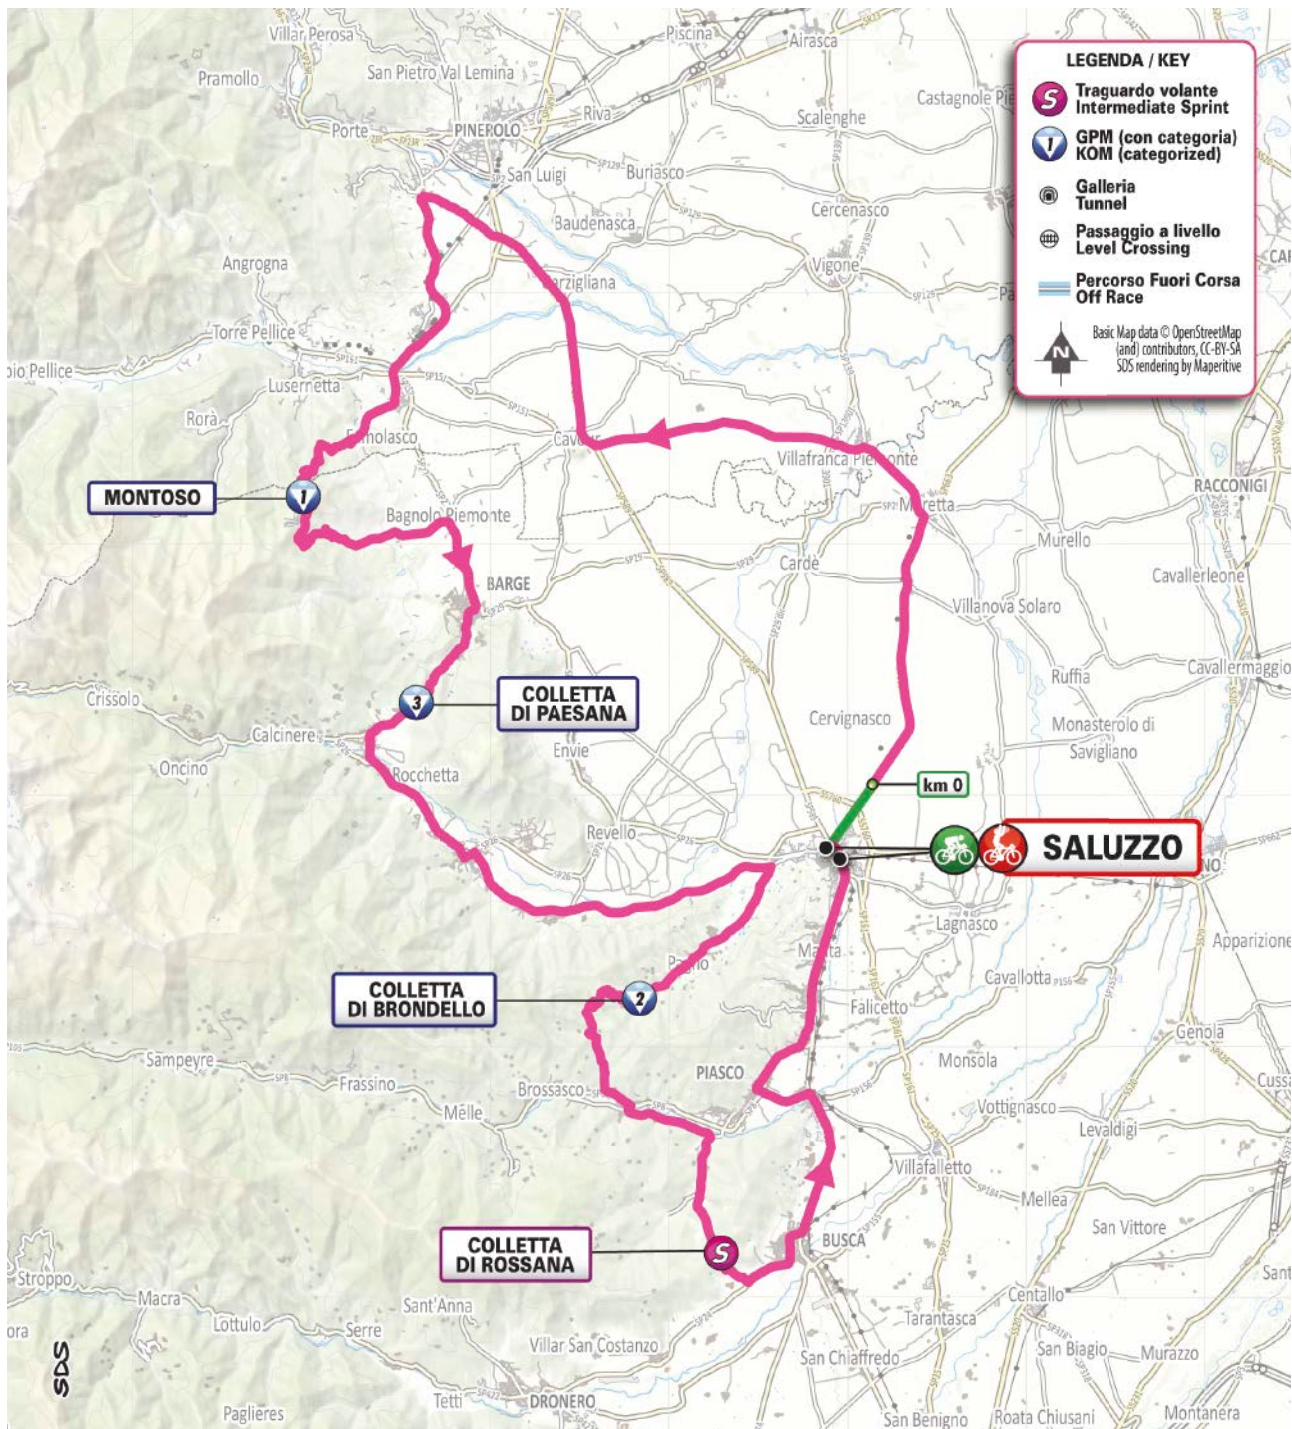 Villar Perosa
Piscina
Airasca
Pramollo
San Pietro Val Lemina
Riva
Porte
PINEROLO
Scalenghe
San Luigi
Buriasco
Baudenasca
Cercenasco
Vigone
Angrogna
Torre Pellice
Lusernetta
Rorà
LEGENDA / KEY
S
Traguardo volante
Intermediate Sprint
1
GPM (con categoria)
KOM (categorized)
Galleria
Tunnel
Passaggio a livello
Level Crossing
Percorso Fuori Corsa
Off Race
N
Basic Map data © OpenStreetMap
(and) contributors, CC-BY-SA
SDS rendering by Maperitive
Villafranca
MONTOSO
1
Bagnolo Piemonte
RACCONIGI
Murello
Cardè
Cavallerleone
BARGE
Villanova Solaro
Cavallermaggio
Ruffia
Crissolo
3
COLLETTA
DI PAESANA
Cervignasco
Monasterolo di
Savigliano
Calcinere
Oncino
Envie
Rocchetta
km 0
Revello
SALUZZO
Lagnasco
Apparizione
Cavallotta
COLLETTA
DI BRONDELLO
2
Falicetto
Genola
Sampeyre
Frassino
PIASCO
Monsola
Brossasco
Mélle
Vottignasco
Levaldigi
Villafalletto
Mellea
San Vittore
COLLETTA
DI ROSSANA
S
BUSCA
Stroppo
Macra
Lottulo
Serre
Sant'Anna
Centallo
Tarantasca
Villar San Costanzo
San Chiaffredo
San Biagio
Murazzo
SDS
Tetti
DRONERO
Paglieres
San Benigno
Roata Chiusani
Montanera